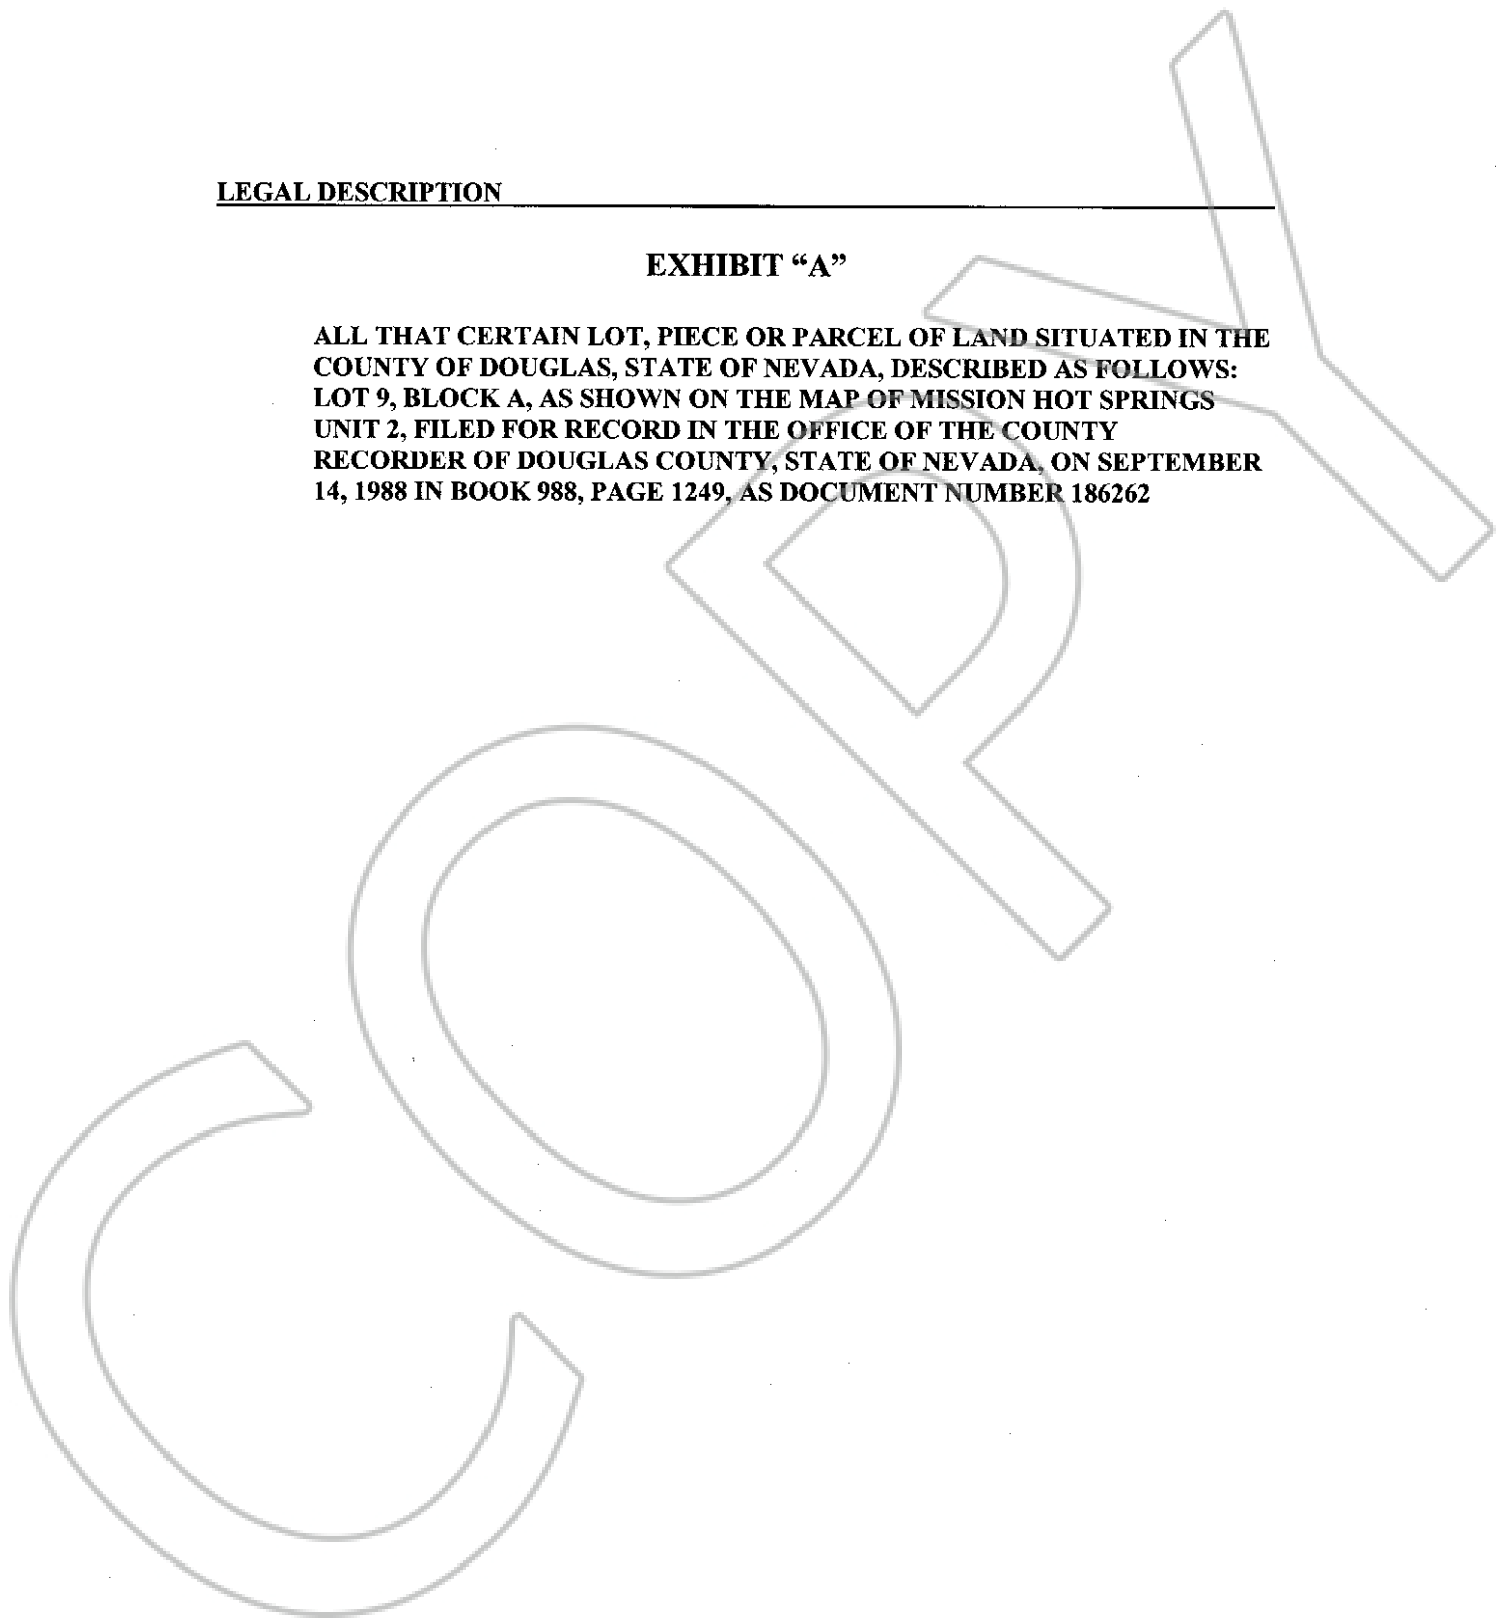 LEGAL DESCRIPTION
EXHIBIT “A”
ALL THAT CERTAIN LOT, PIECE OR PARCEL OF LAND SITUATED IN THE
COUNTY OF DOUGLAS, STATE OF NEVADA, DESCRIBED AS FOLLOWS:
LOT 9, BLOCK A, AS SHOWN ON THE MAP OF MISSION HOT SPRINGS
UNIT 2, FILED FOR RECORD IN THE OFFICE OF THE COUNTY
RECORDER OF DOUGLAS COUNTY, STATE OF NEVADA, ON SEPTEMBER
14, 1988 IN BOOK 988, PAGE 1249, AS DOCUMENT NUMBER 186262
COPY